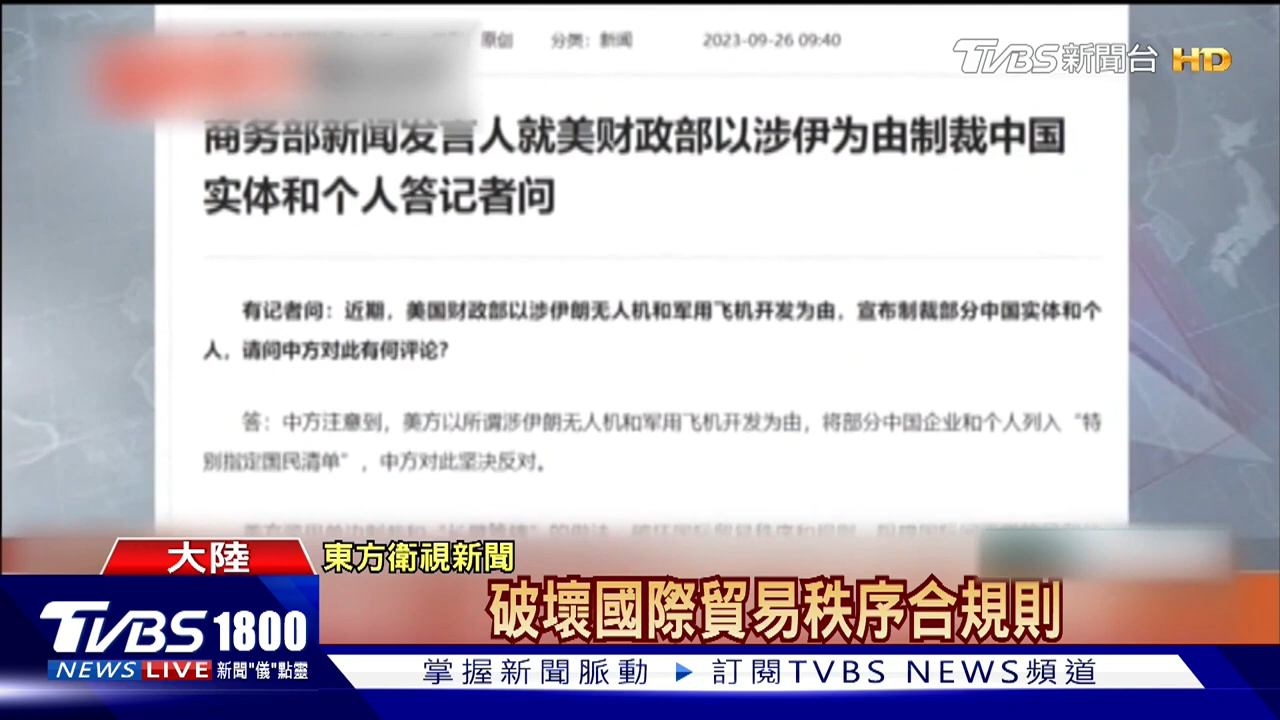 原创 分类：新闻 2023-09-26 09:40
TVBS新聞台 HD
商务部新闻发言人就美财政部以涉伊为由制裁中国
实体和个人答记者问
有记者问：近期，美国财政部以涉伊朗无人机和军用飞机开发为由，宣布制裁部分中国实体和个
人，请问中方对此有何评论？
答：中方注意到，美方以所谓涉伊朗无人机和军用飞机开发为由，将部分中国企业和个人列入“特
别指定国民清单”，中方对此坚决反对。
大陸
東方衛視新聞
破壞國際貿易秩序合規則
TVBS 1800
NEWS LIVE 新聞"儀"點靈
掌握新聞脈動 ▶ 訂閱TVBS NEWS頻道